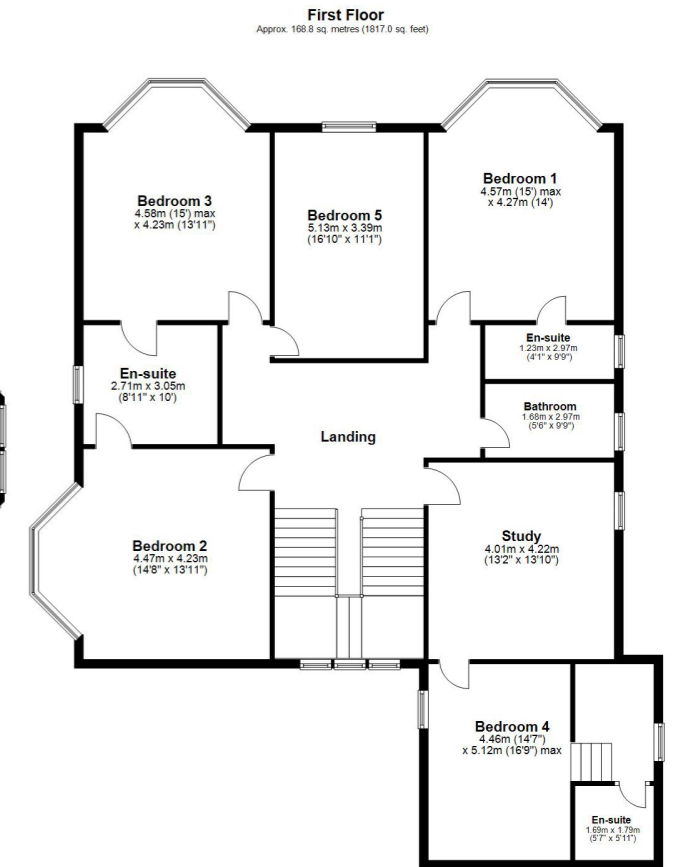 First Floor
Approx. 168.8 sq. metres (1817.0 sq. feet)
Bedroom 3
4.58m (15') max
x 4.23m (13'11")
Bedroom 5
5.13m x 3.39m
(16'10" x 11'1")
Bedroom 1
4.57m (15') max
x 4.27m (14')
En-suite
2.71m x 3.05m
(8'11" x 10')
En-suite
1.23m x 2.97m
(4'1" x 9'9")
Bathroom
1.68m x 2.97m
(5'6" x 9'9")
Landing
Bedroom 2
4.47m x 4.23m
(14'8" x 13'11")
Study
4.01m x 4.22m
(13'2" x 13'10")
Bedroom 4
4.46m (14'7")
x 5.12m (16'9") max
En-suite
1.69m x 1.79m
(5'7" x 5'11")